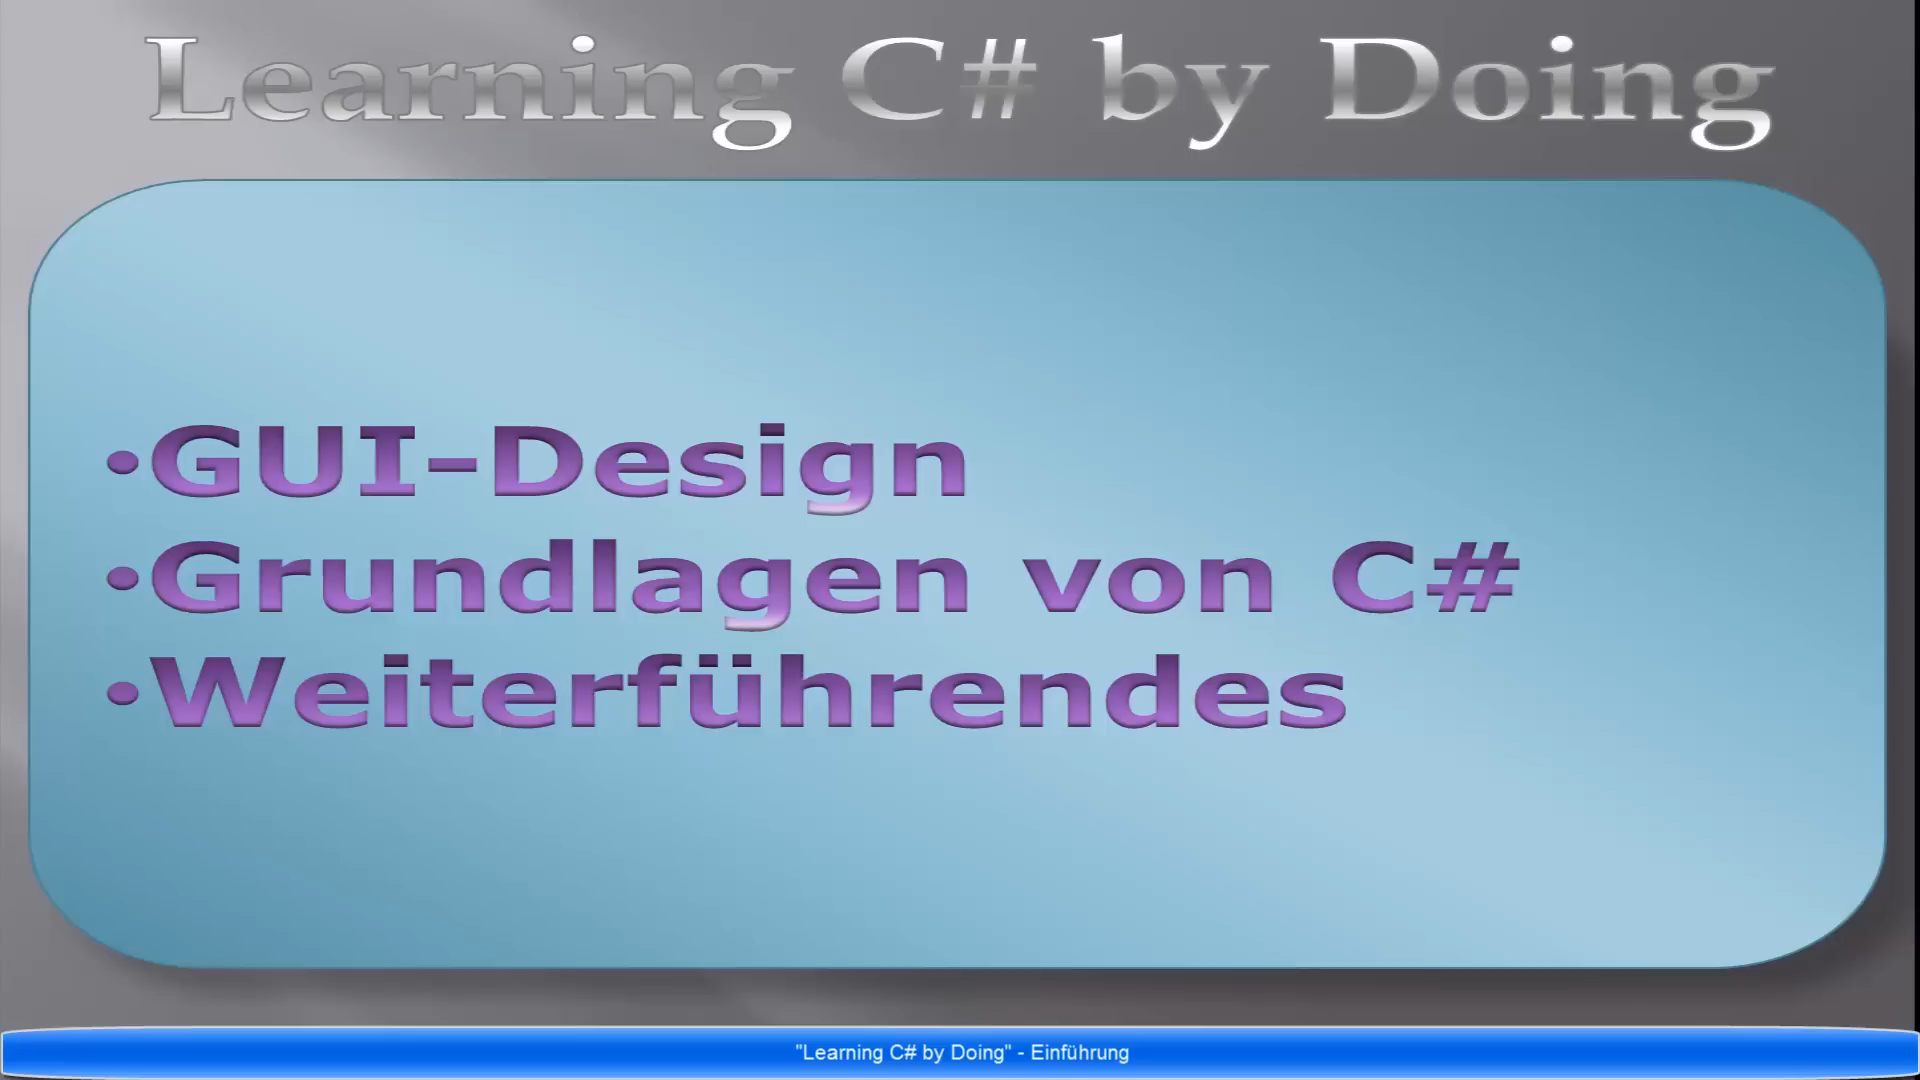 Learning C# by Doing
•GUI-Design
•Grundlagen von C#
•Weiterführendes
"Learning C# by Doing" - Einführung